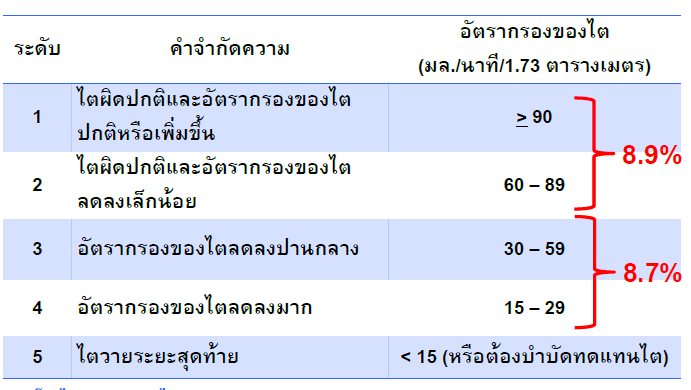 ระดับ คำจำกัดความ อัตรากรองของไต
(มล./นาที/1.73 ตารางเมตร)
1 ไตผิดปกติและอัตรากรองของไต
ปกติหรือเพิ่มขึ้น ≥ 90
8.9%
2 ไตผิดปกติและอัตรากรองของไต
ลดลงเล็กน้อย 60 – 89
3 อัตรากรองของไตลดลงปานกลาง 30 – 59
8.7%
4 อัตรากรองของไตลดลงมาก 15 – 29
5 ไตวายระยะสุดท้าย < 15 (หรือต้องบำบัดทดแทนไต)